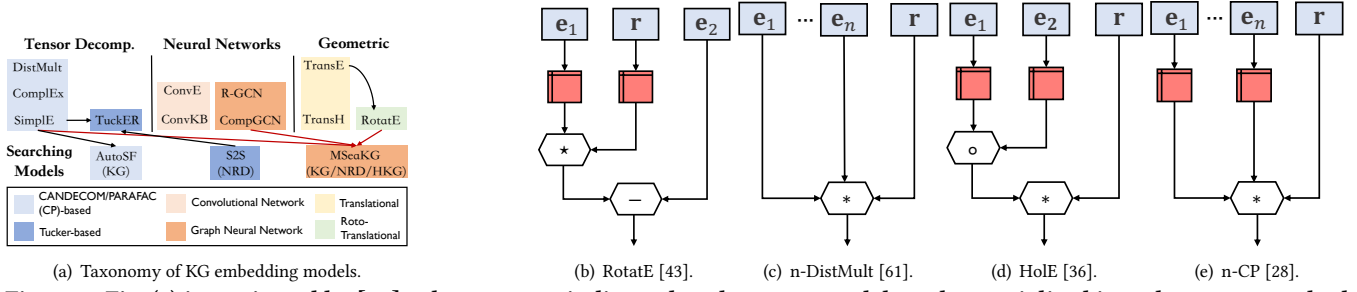 Tensor Decomp. Neural Networks Geometric
DistMult
ComplEx
SimplE
TuckER
ConvE
ConvKB
R-GCN
CompGCN
TransE
TransH
RotatE
Searching
Models
AutoSF
(KG)
S2S
(NRD)
MSeaKG
(KG/NRD/HKG)
CANDECOM/PARAFAC
(CP)-based
Tucker-based
Convolutional Network
Graph Neural Network
Translational
Roto-
Translational
(a) Taxonomy of KG embedding models.
e1 r e2
⋆
−
(b) RotatE [43].
e1 ... en r
*
(c) n-DistMult [61].
e1 e2 r
∘
*
(d) HolE [36].
e1 ... en r
*
(e) n-CP [28].